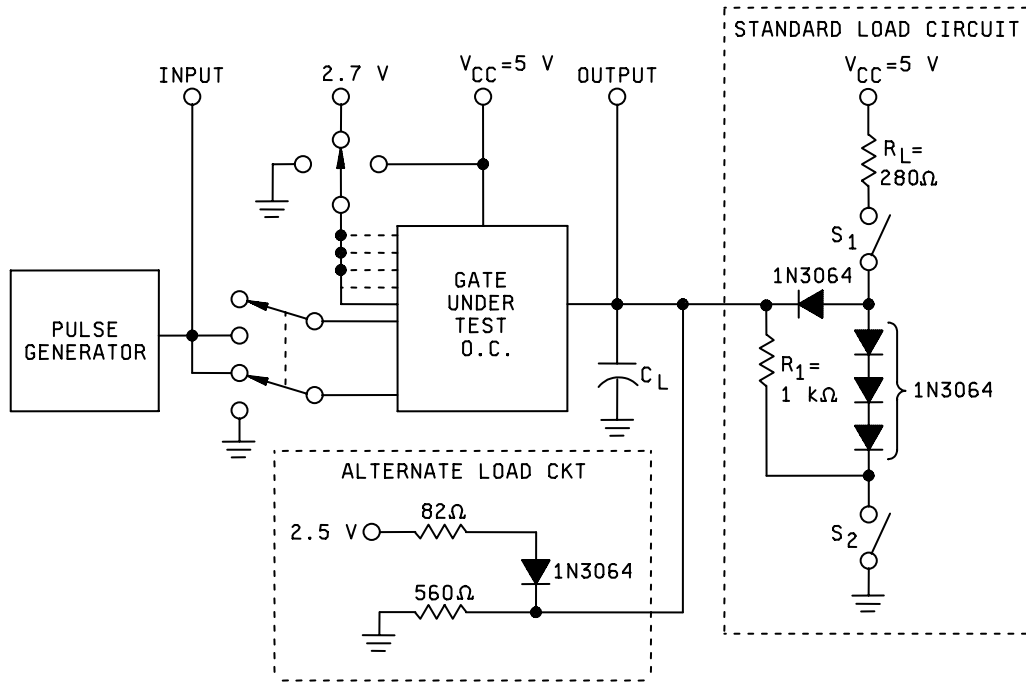 STANDARD LOAD CIRCUIT
INPUT
2.7 V
VCC=5 V
OUTPUT
VCC=5 V
RL=
280Ω
S1
1N3064
GATE
UNDER
TEST
O.C.
PULSE
GENERATOR
CL
R1=
1 kΩ
1N3064
ALTERNATE LOAD CKT
82Ω
2.5 V
1N3064
560Ω
S2